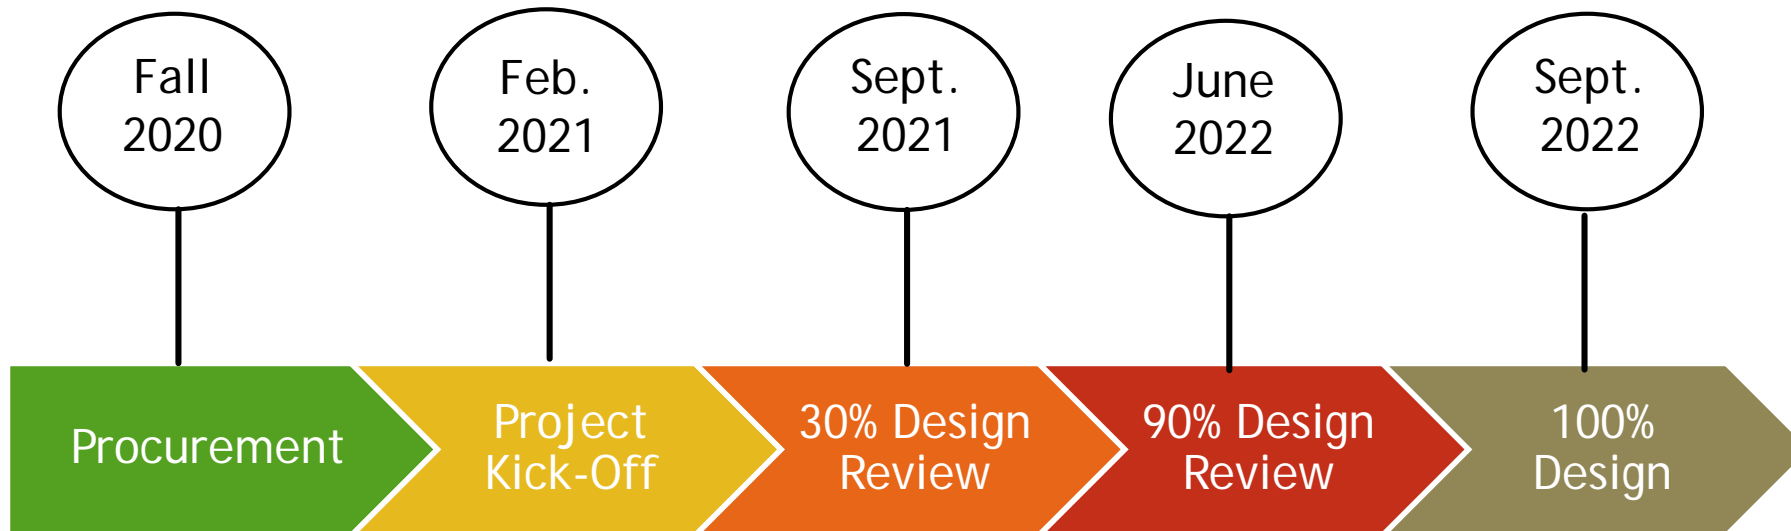 Fall
2020
Feb.
2021
Sept.
2021
June
2022
Sept.
2022
Procurement
Project
Kick-Off
30% Design
Review
90% Design
Review
100%
Design